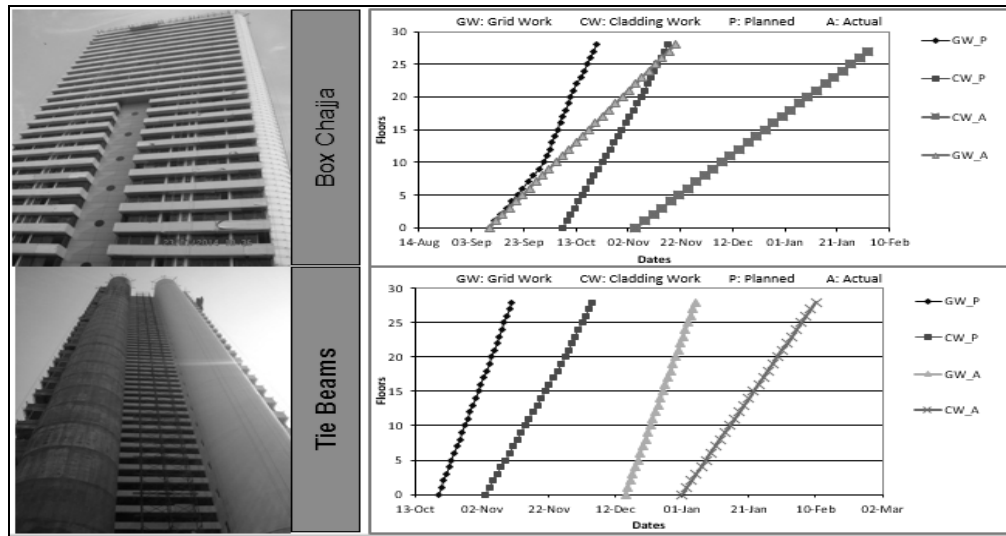 Box Chajja
GW: Grid Work CW: Cladding Work P: Planned A: Actual
30
25
20
15
10
5
0
Floors
14-Aug 03-Sep 23-Sep 13-Oct 02-Nov 22-Nov 12-Dec 01-Jan 21-Jan 10-Feb
Dates
GW_P
CW_P
CW_A
GW_A
Tie Beams
GW: Grid Work CW: Cladding Work P: Planned A: Actual
30
25
20
15
10
5
0
Floors
13-Oct 02-Nov 22-Nov 12-Dec 01-Jan 21-Jan 10-Feb 02-Mar
Dates
GW_P
CW_P
GW_A
CW_A